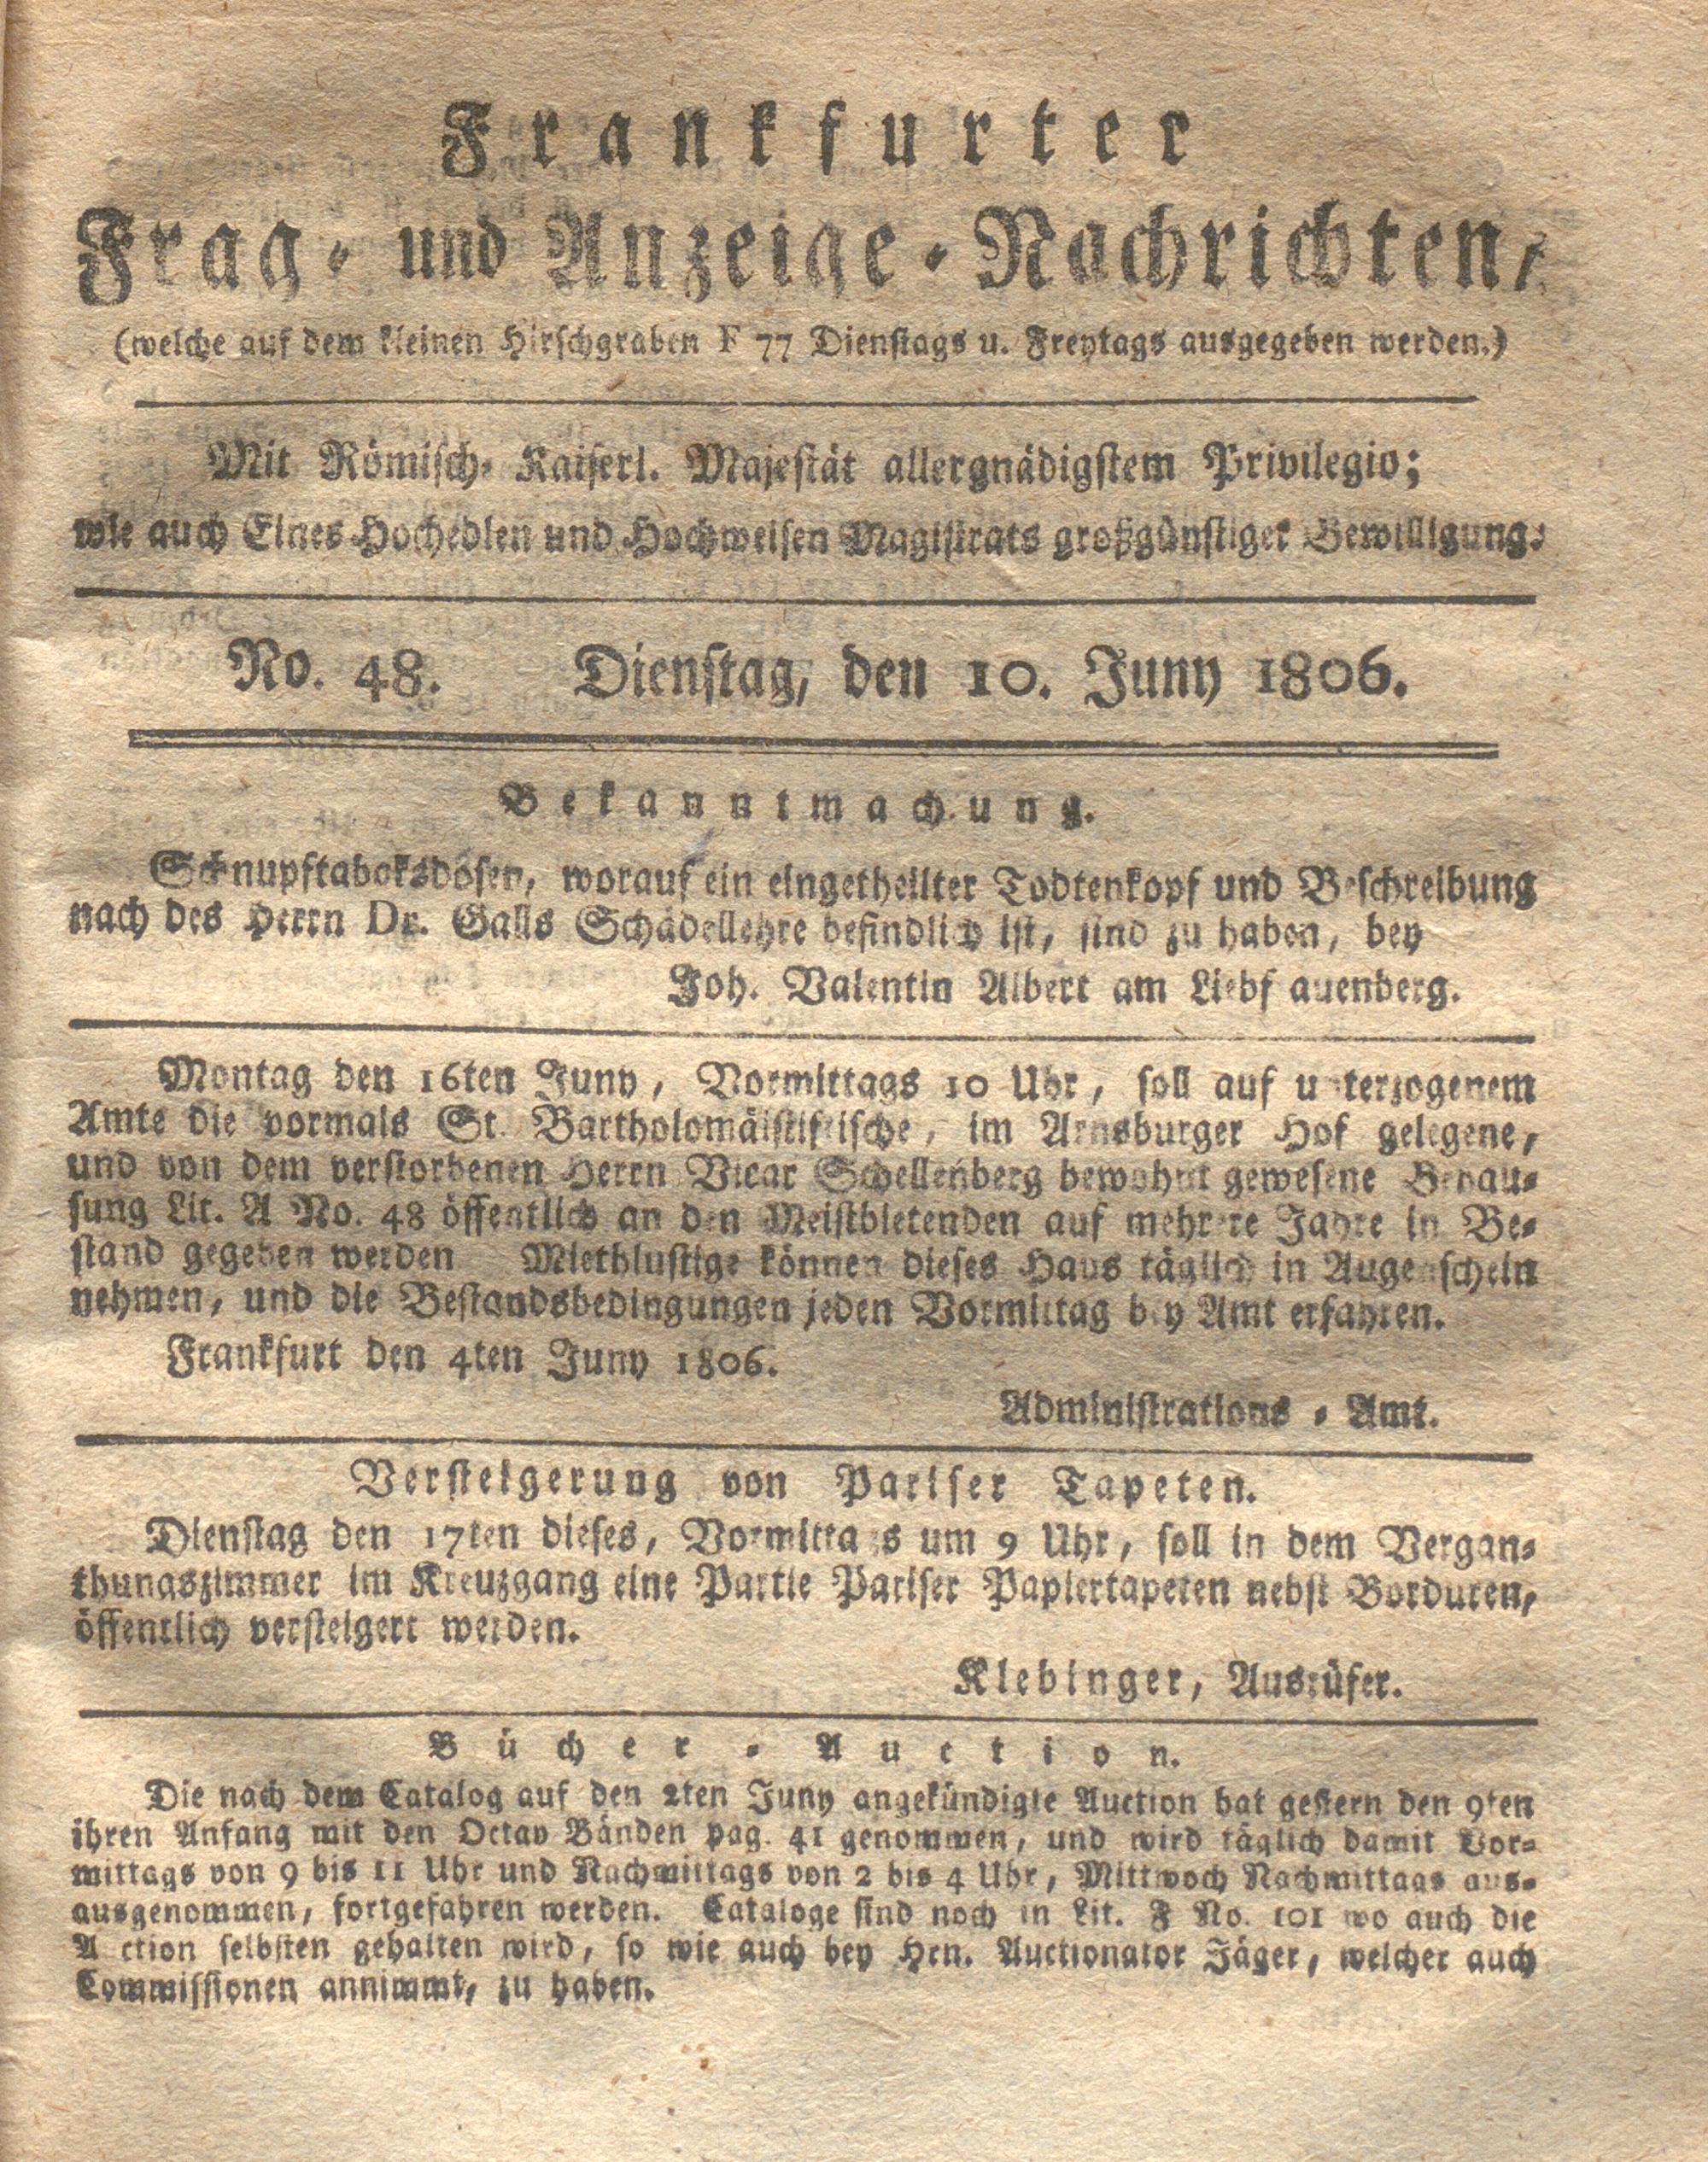 Frankfurter
Frag- und Anzeige-Nachrichten,
(welche auf dem kleinen Hirschgraben F 77 Dienstags u. Freytags ausgegeben werden.)
Mit Römisch- Kaiserl. Majestät allergnädigstem Privilegio;
wie auch Eines Hochedlen und Hochweisen Magistrats großgünstiger Bewilligung.
No. 48. Dienstag, den 10. Juny 1806.
Bekanntmachung.
Schnupftabaksdosen, worauf ein eingetheilter Todtenkopf und Beschreibung
nach des Herrn Dr. Galls Schädellehre befindlich ist, sind zu haben, bey
Joh. Valentin Albert am Liebf auenberg.
Montag den 16ten Juny, Vormittags 10 Uhr, soll auf unterzogenem
Amte die vormals St. Bartholomäistiftische, im Arnsburger Hof gelegene,
und von dem verstorbenen Herrn Vicar Schellenberg bewohnt gewesene Behau-
sung Lit. A No. 48 öffentlich an den Meistbietenden auf mehrere Jahre in Be-
stand gegeben werden Miethlustige können dieses Haus täglich in Augenschein
nehmen, und die Bestandsbedingungen jeden Vormittag bey Amt erfahren.
Frankfurt den 4ten Juny 1806.
Administrations-Amt.
Versteigerung von Pariser Tapeten.
Dienstag den 17ten dieses, Vormittags um 9 Uhr, soll in dem Vergan-
thungszimmer im Kreuzgang eine Partie Pariser Papiertapeten nebst Borduren,
öffentlich versteigert werden.
Klebinger, Ausrüfer.
Bücher-Auction.
Die nach dem Catalog auf den 2ten Juny angekündigte Auction hat gestern den 9ten
ihren Anfang mit den Octav Bänden pag. 41 genommen, und wird täglich damit Vor-
mittags von 9 bis 11 Uhr und Nachmittags von 2 bis 4 Uhr, Mittwoch Nachmittags aus-
ausgenommen, fortgefahren werden. Cataloge sind noch in Lit. F No. 101 wo auch die
Auction selbsten gehalten wird, so wie auch bey Hrn. Auctionator Jäger, welcher auch
Commissionen annimmt, zu haben.